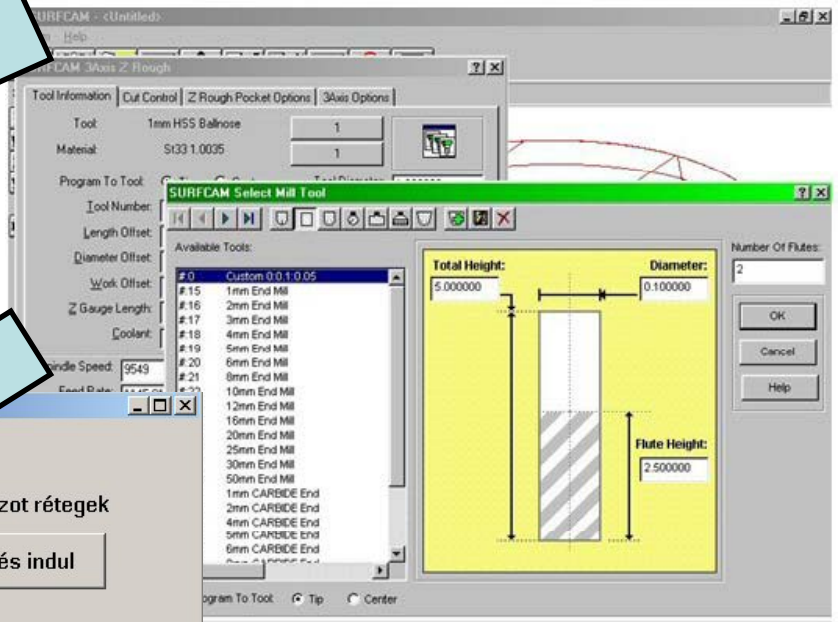 SURFCAM - <Untitled>
Help
SURFCAM 3Axis Z Rough
Tool Information Cut Control Z Rough Pocket Options 3Axis Options
Tool: 1mm HSS Ballnose 1
Material: St33 1.0035 1
Program To Tool:
Tool Number:
Length Offset:
Diameter Offset:
Work Offset:
Z Gauge Length:
Coolant:
Spindle Speed: 9549
Feed Rate:
SURFCAM Select Mill Tool
Available Tools:
#:0 Custom 0:0.1:0.05
#:15 1mm End Mill
#:16 2mm End Mill
#:17 3mm End Mill
#:18 4mm End Mill
#:19 5mm End Mill
#:20 6mm End Mill
#:21 8mm End Mill
10mm End Mill
12mm End Mill
16mm End Mill
20mm End Mill
25mm End Mill
30mm End Mill
50mm End Mill
1mm CARBIDE End
2mm CARBIDE End
4mm CARBIDE End
5mm CARBIDE End
6mm CARBIDE End
Program To Tool: Tip Center
Total Height:
5.000000
Diameter:
0.100000
Flute Height:
2.500000
Number Of Flutes:
2
OK
Cancel
Help
zot rétegek
és indul